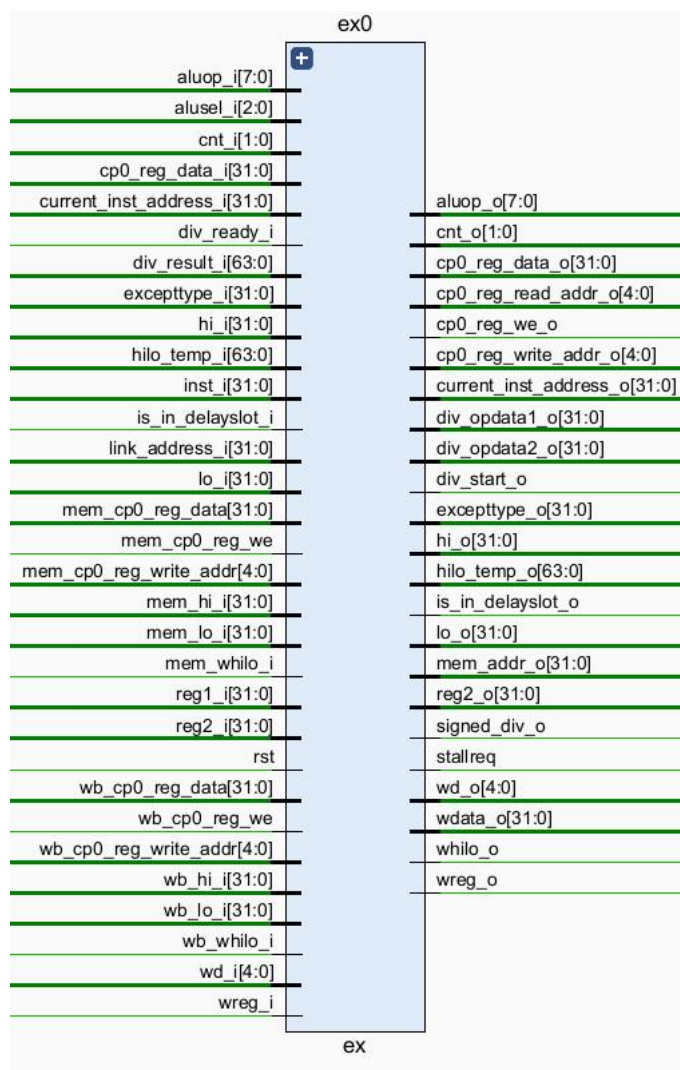 ex0
aluop_i[7:0]
alusel_i[2:0]
cnt_i[1:0]
cp0_reg_data_i[31:0]
current_inst_address_i[31:0]
div_ready_i
div_result_i[63:0]
excepttype_i[31:0]
hi_i[31:0]
hilo_temp_i[63:0]
inst_i[31:0]
is_in_delayslot_i
link_address_i[31:0]
lo_i[31:0]
mem_cp0_reg_data[31:0]
mem_cp0_reg_we
mem_cp0_reg_write_addr[4:0]
mem_hi_i[31:0]
mem_lo_i[31:0]
mem_whilo_i
reg1_i[31:0]
reg2_i[31:0]
rst
wb_cp0_reg_data[31:0]
wb_cp0_reg_we
wb_cp0_reg_write_addr[4:0]
wb_hi_i[31:0]
wb_lo_i[31:0]
wb_whilo_i
wd_i[4:0]
wreg_i
aluop_o[7:0]
cnt_o[1:0]
cp0_reg_data_o[31:0]
cp0_reg_read_addr_o[4:0]
cp0_reg_we_o
cp0_reg_write_addr_o[4:0]
current_inst_address_o[31:0]
div_opdata1_o[31:0]
div_opdata2_o[31:0]
div_start_o
excepttype_o[31:0]
hi_o[31:0]
hilo_temp_o[63:0]
is_in_delayslot_o
lo_o[31:0]
mem_addr_o[31:0]
reg2_o[31:0]
signed_div_o
stallreq
wd_o[4:0]
wdata_o[31:0]
whilo_o
wreg_o
ex